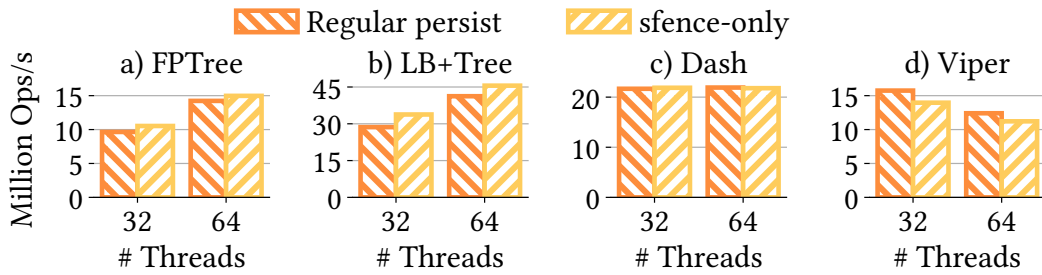 Regular persist sfence-only
a) FPTree b) LB+Tree c) Dash d) Viper
Million Ops/s
15
10
5
0
32 64
# Threads
45
30
15
0
32 64
# Threads
20
10
0
32 64
# Threads
15
10
5
0
32 64
# Threads